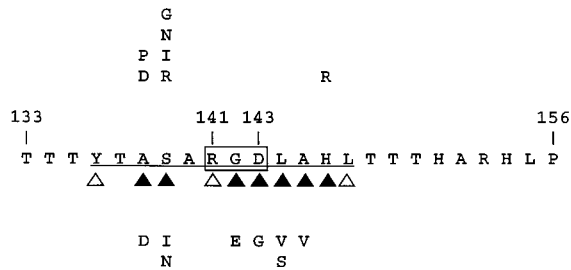 G
N
P I
D R R
133 141 143 156
T T T Y T A S A R G D L A H L T T T H A R H L P
D I E G V V
N S